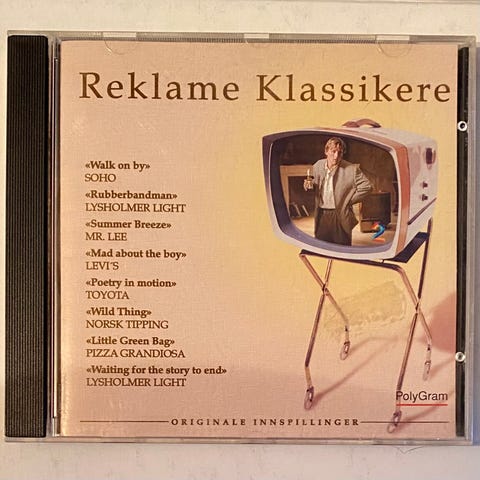 Reklame Klassikere
«Walk on by»
SOHO
«Rubberbandman»
LYSHOLMER LIGHT
«Summer Breeze»
MR. LEE
«Mad about the boy»
LEVI´S
«Poetry in motion»
TOYOTA
«Wild Thing»
NORSK TIPPING
«Little Green Bag»
PIZZA GRANDIOSA
«Waiting for the story to end»
LYSHOLMER LIGHT
PolyGram
ORIGINALE INNSPILLINGER